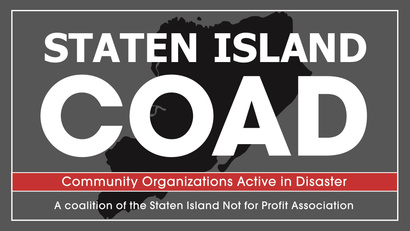 STATEN ISLAND
COAD
Community Organizations Active in Disaster
A coalition of the Staten Island Not for Profit Association